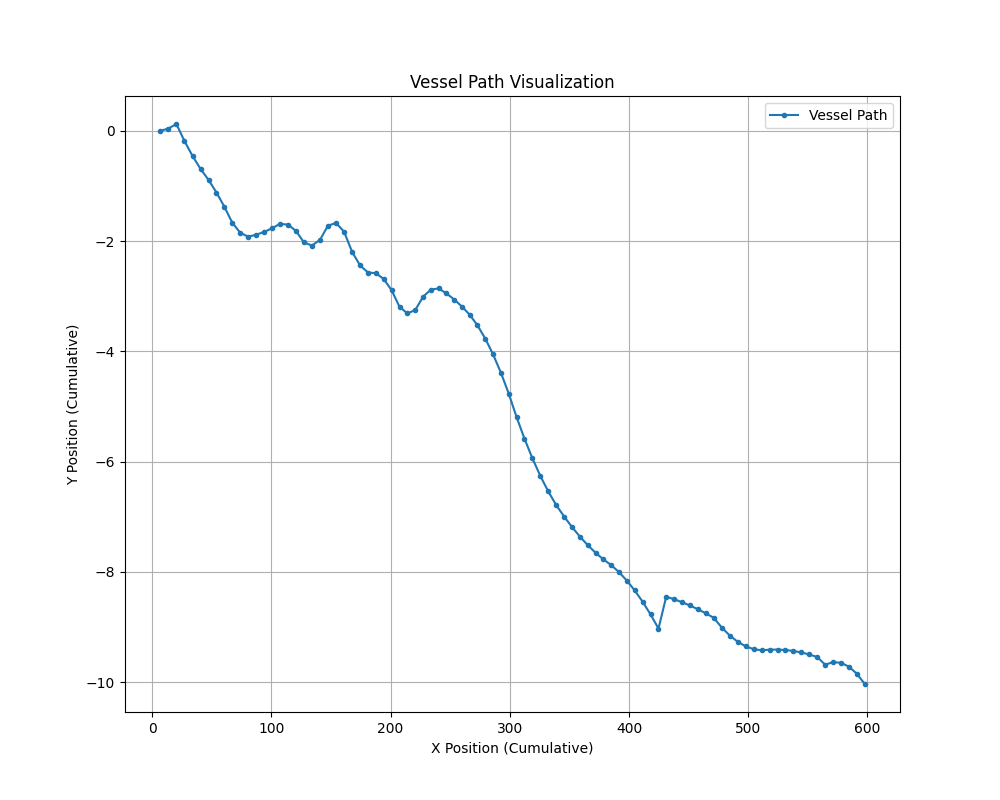 Vessel Path Visualization
Vessel Path
0
−2
−4
−6
−8
−10
Y Position (Cumulative)
0 100 200 300 400 500 600
X Position (Cumulative)